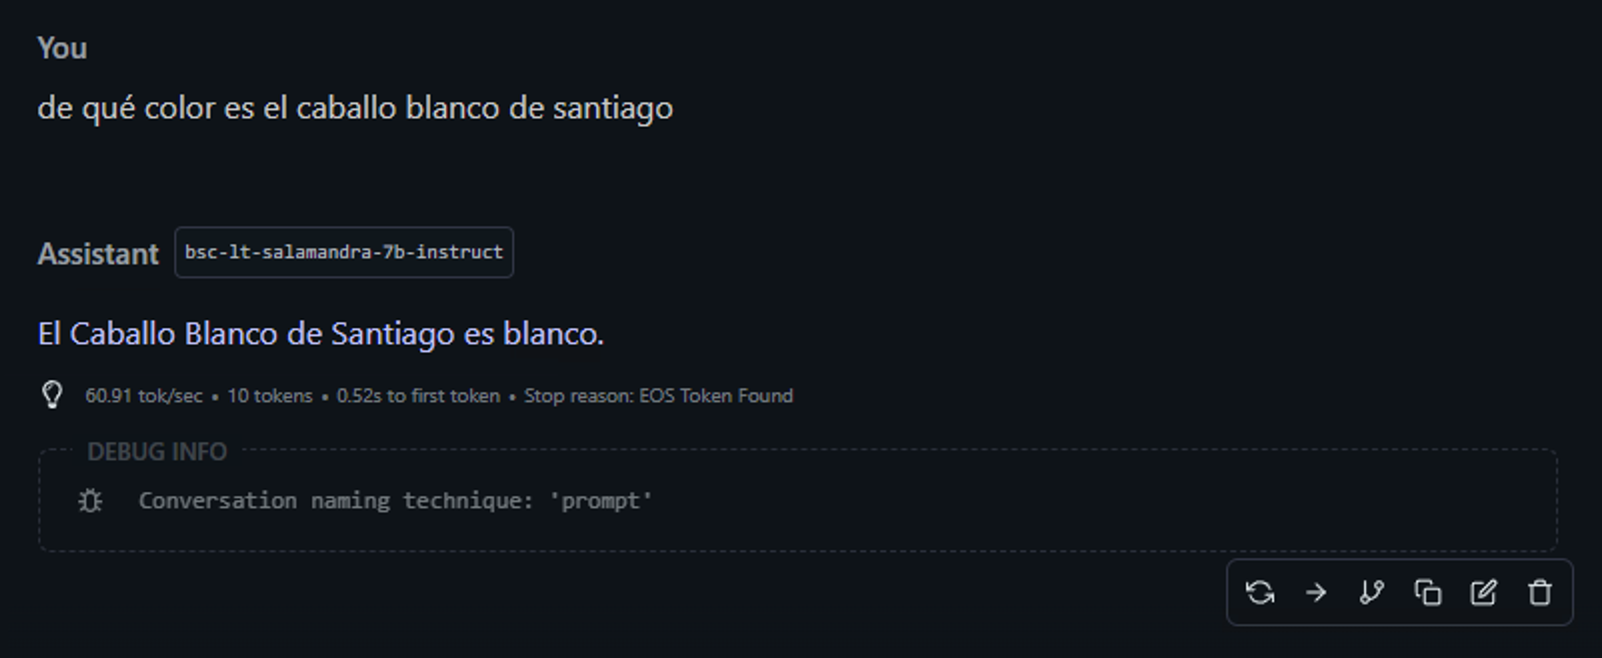 You
de qué color es el caballo blanco de santiago
Assistant bsc-lt-salamandra-7b-instruct
El Caballo Blanco de Santiago es blanco.
60.91 tok/sec • 10 tokens • 0.52s to first token • Stop reason: EOS Token Found
DEBUG INFO
Conversation naming technique: 'prompt'